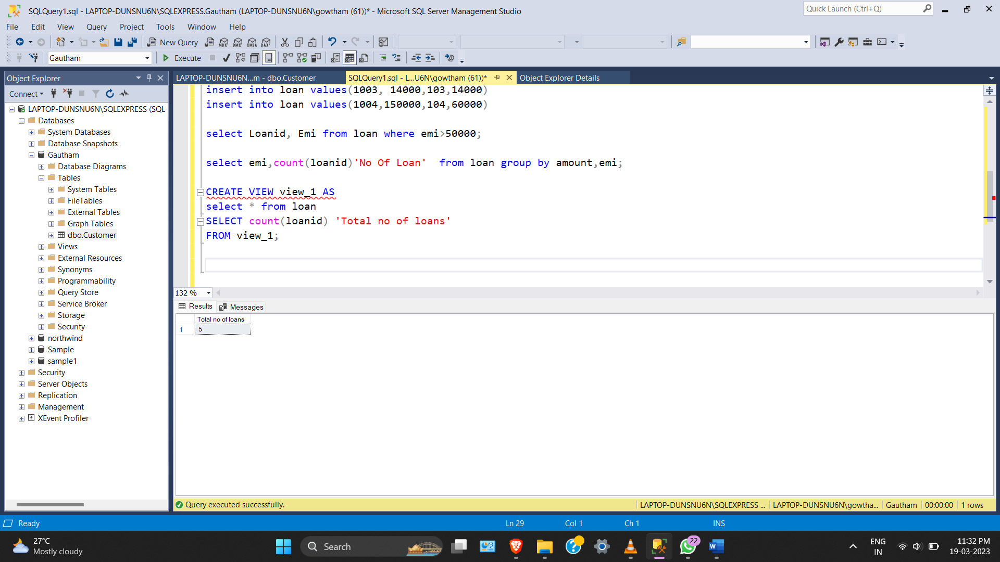 SQLQuery1.sql - LAPTOP-DUNSNU6N\SQLEXPRESS.Gautham (LAPTOP-DUNSNU6N\gowtham (61))* - Microsoft SQL Server Management Studio
Quick Launch (Ctrl+Q)
File Edit View Query Project Tools Window Help
New Query MDX DMX XMLA DAX
Gautham Execute
Object Explorer
LAPTOP-DUNSNU6N...m - dbo.Customer SQLQuery1.sql - L...U6N\gowtham (61))* Object Explorer Details
Connect
LAPTOP-DUNSNU6N\SQLEXPRESS (SQL
Databases
System Databases
Database Snapshots
Gautham
Database Diagrams
Tables
System Tables
FileTables
External Tables
Graph Tables
dbo.Customer
Views
External Resources
Synonyms
Programmability
Query Store
Service Broker
Storage
Security
northwind
Sample
sample1
Security
Server Objects
Replication
Management
XEvent Profiler
insert into loan values(1003, 14000,103,14000)
insert into loan values(1004,150000,104,60000)
select Loanid, Emi from loan where emi>50000;
select emi,count(loanid)'No Of Loan'  from loan group by amount,emi;
CREATE VIEW view_1 AS
select * from loan
SELECT count(loanid) 'Total no of loans'
FROM view_1;
132 %
Results Messages
Total no of loans
1 5
Query executed successfully. LAPTOP-DUNSNU6N\SQLEXPRESS ... LAPTOP-DUNSNU6N\gowtha... Gautham 00:00:00 1 rows
Ready Ln 29 Col 1 Ch 1 INS
27°C
Mostly cloudy
Search
22
ENG
IN
11:32 PM
19-03-2023